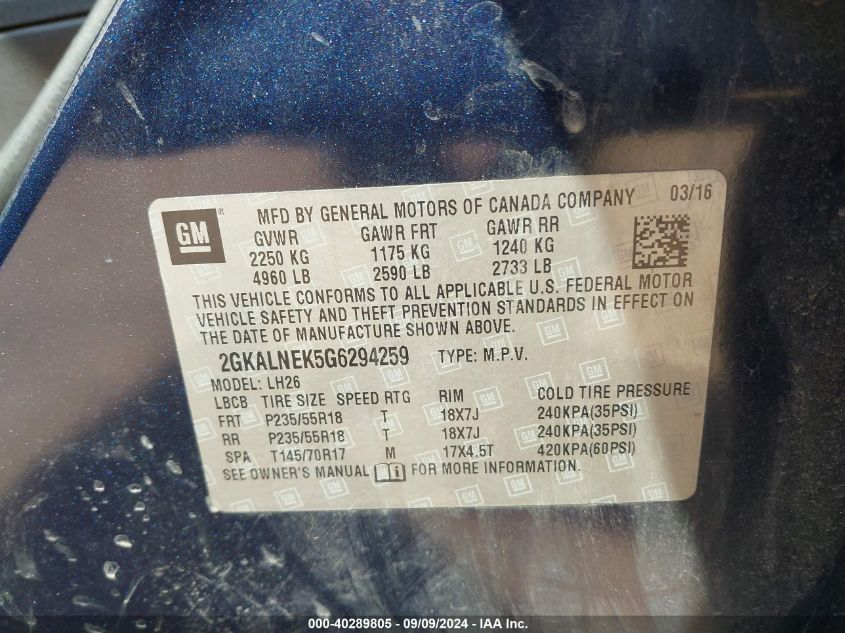 GM ® MFD BY GENERAL MOTORS OF CANADA COMPANY 03/16
GVWR GAWR FRT GAWR RR
2250 KG 1175 KG 1240 KG
4960 LB 2590 LB 2733 LB
THIS VEHICLE CONFORMS TO ALL APPLICABLE U.S. FEDERAL MOTOR
VEHICLE SAFETY AND THEFT PREVENTION STANDARDS IN EFFECT ON
THE DATE OF MANUFACTURE SHOWN ABOVE.
2GKALNEK5G6294259 TYPE: M.P.V.
MODEL: LH26
LBCB TIRE SIZE SPEED RTG RIM COLD TIRE PRESSURE
FRT P235/55R18 T 18X7J 240KPA(35PSI)
RR P235/55R18 T 18X7J 240KPA(35PSI)
SPA T145/70R17 M 17X4.5T 420KPA(60PSI)
SEE OWNER'S MANUAL FOR MORE INFORMATION.
000-40289805 - 09/09/2024 - IAA Inc.